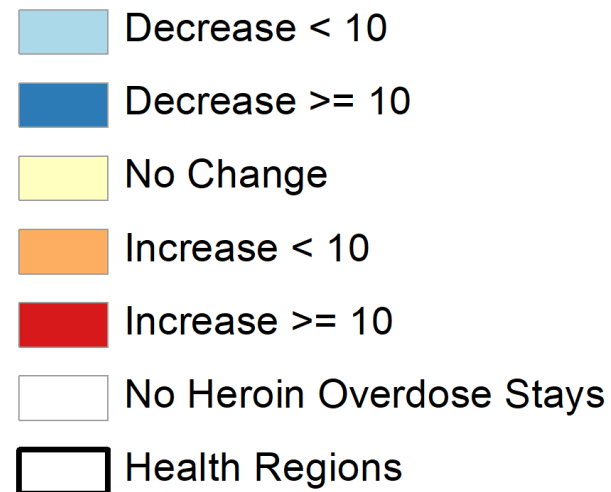 Decrease < 10
Decrease >= 10
No Change
Increase < 10
Increase >= 10
No Heroin Overdose Stays
Health Regions